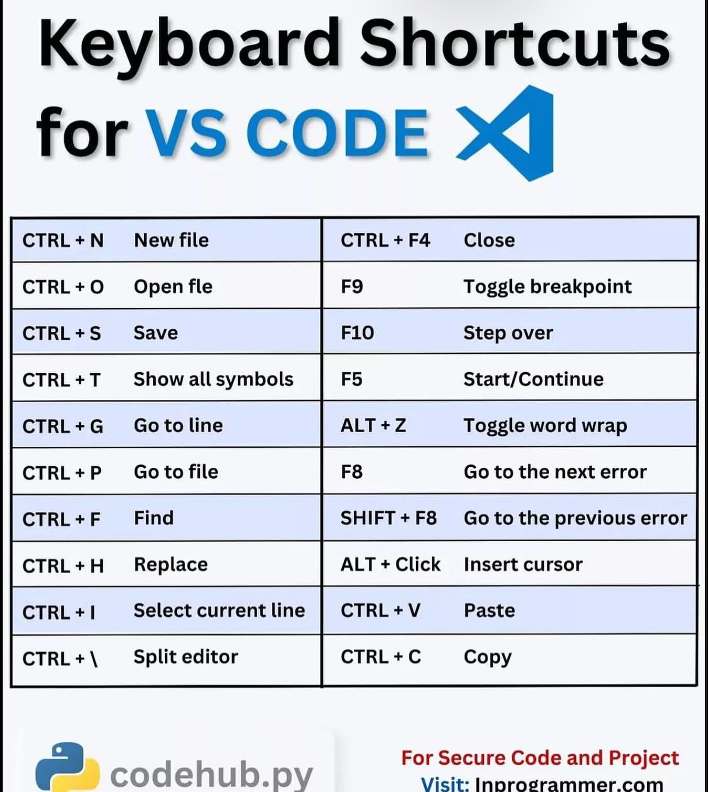 Keyboard Shortcuts
for VS CODE
CTRL + N New file CTRL + F4 Close
CTRL + O Open fle F9 Toggle breakpoint
CTRL + S Save F10 Step over
CTRL + T Show all symbols F5 Start/Continue
CTRL + G Go to line ALT + Z Toggle word wrap
CTRL + P Go to file F8 Go to the next error
CTRL + F Find SHIFT + F8 Go to the previous error
CTRL + H Replace ALT + Click Insert cursor
CTRL + I Select current line CTRL + V Paste
CTRL + \ Split editor CTRL + C Copy
codehub.py
For Secure Code and Project
Visit: Inprogrammer.com